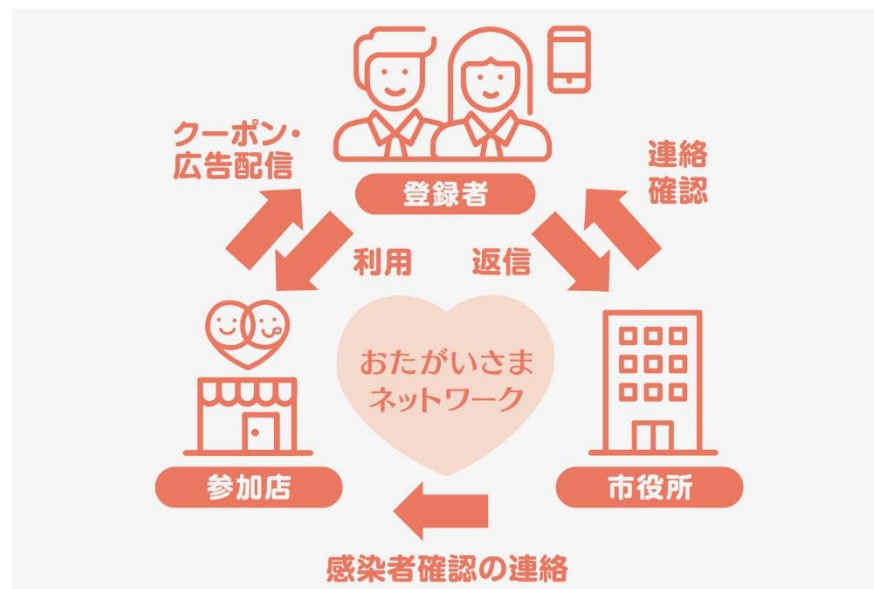 クーポン・
広告配信
連絡
確認
登録者
利用
返信
おたがいさま
ネットワーク
参加店
市役所
感染者確認の連絡